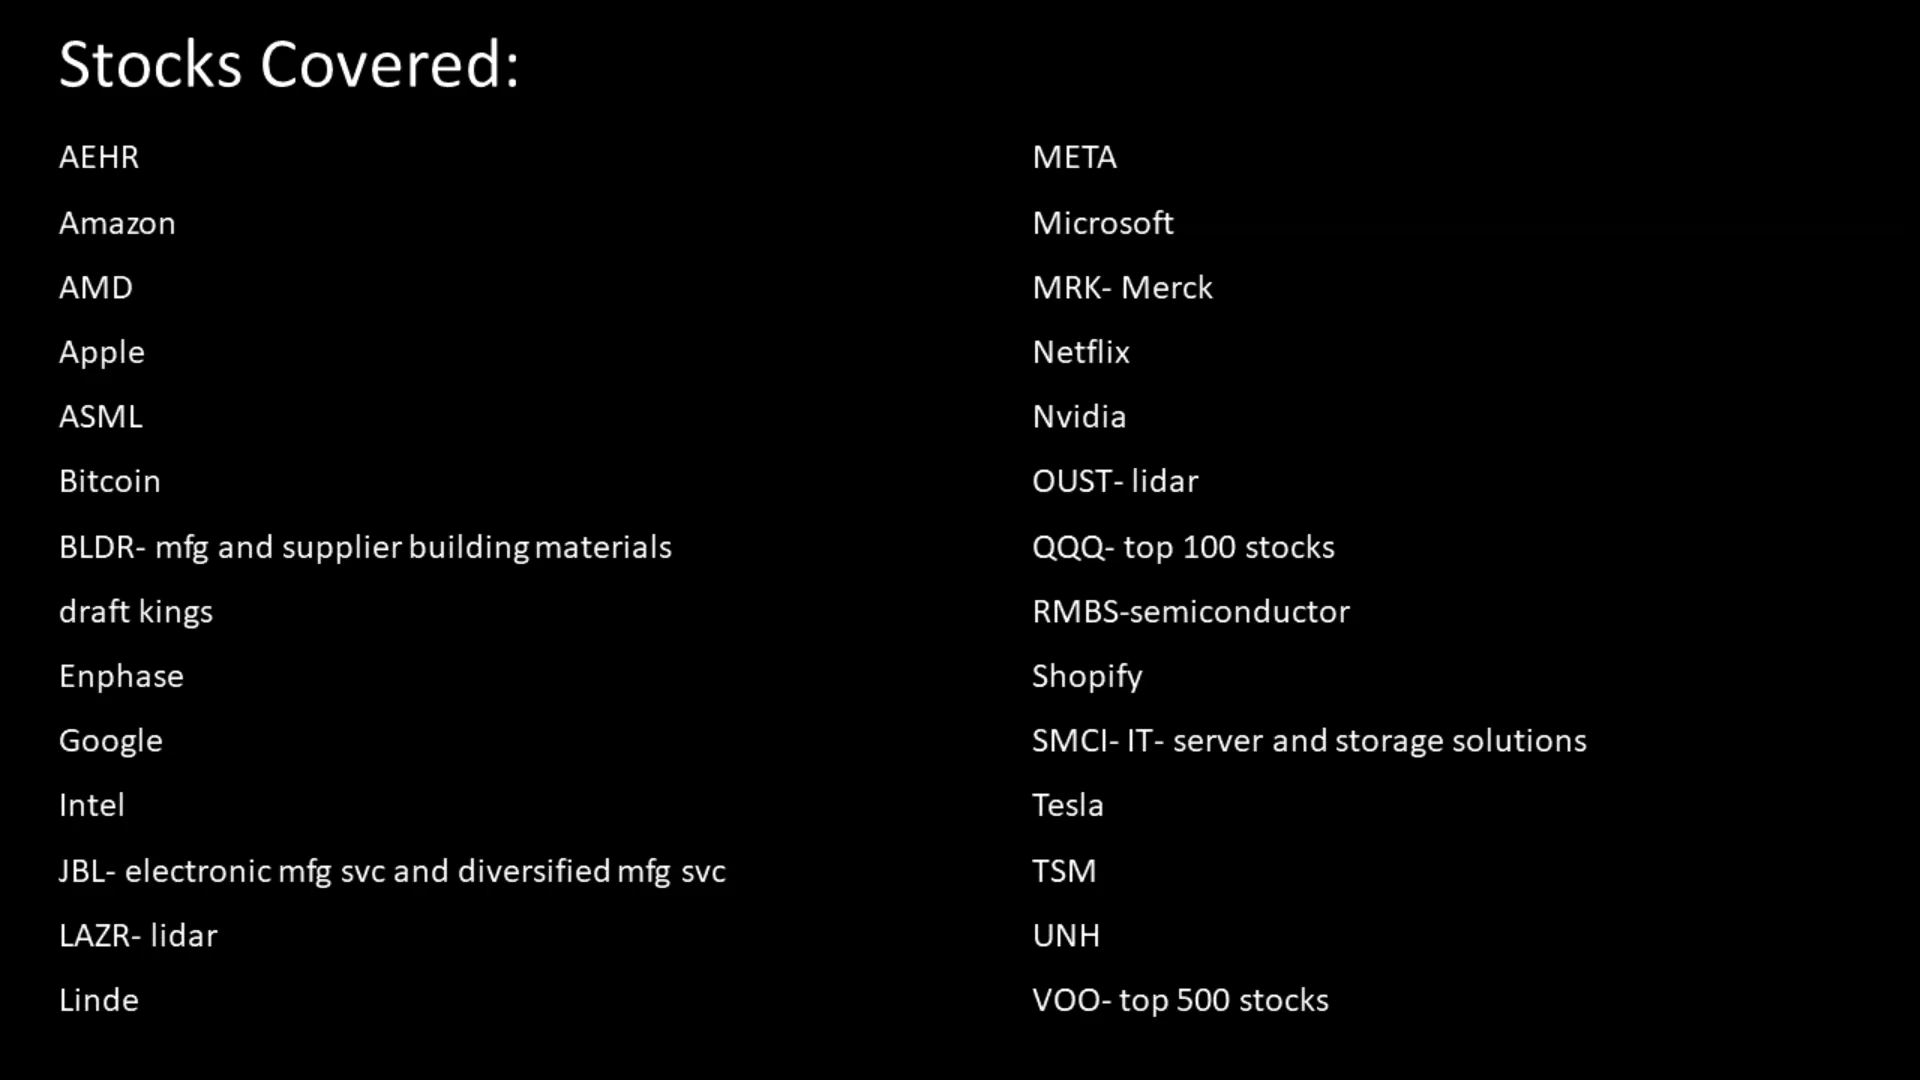 Stocks Covered:
AEHR
Amazon
AMD
Apple
ASML
Bitcoin
BLDR- mfg and supplier building materials
draft kings
Enphase
Google
Intel
JBL- electronic mfg svc and diversified mfg svc
LAZR- lidar
Linde
META
Microsoft
MRK- Merck
Netflix
Nvidia
OUST- lidar
QQQ- top 100 stocks
RMBS-semiconductor
Shopify
SMCI- IT- server and storage solutions
Tesla
TSM
UNH
VOO- top 500 stocks